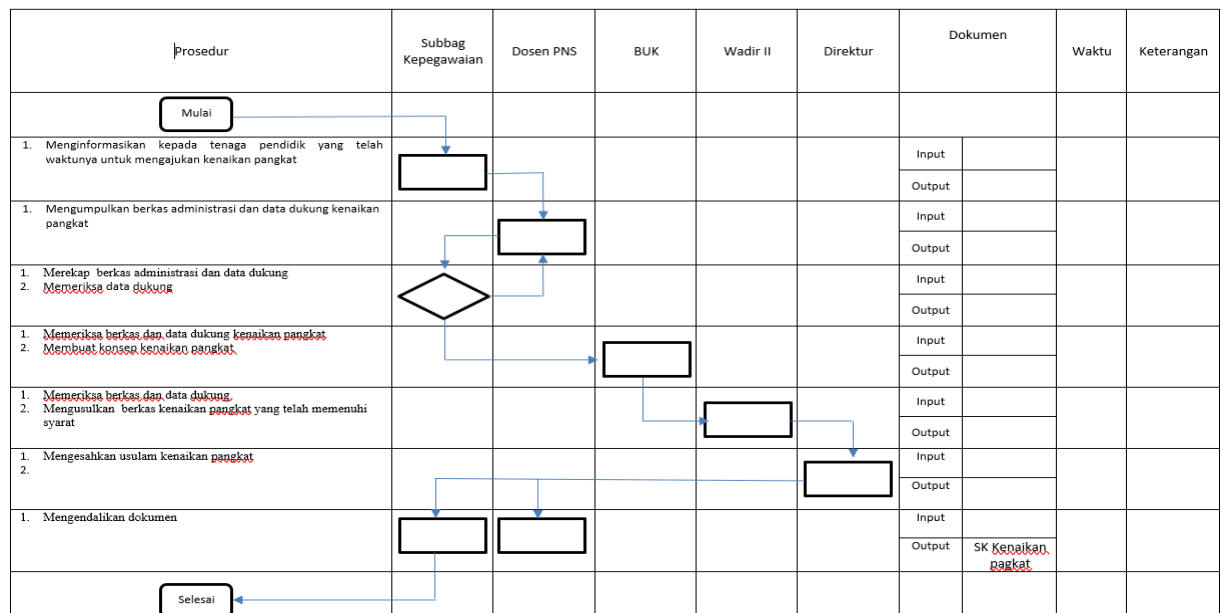 Prosedur
Subbag
Kepegawaian
Dosen PNS
BUK
Wadir II
Direktur
Dokumen
Waktu
Keterangan
Mulai
1. Menginformasikan kepada tenaga pendidik yang telah
waktunya untuk mengajukan kenaikan pangkat
Input
Output
1. Mengumpulkan berkas administrasi dan data dukung kenaikan
pangkat
Input
Output
1. Merekap berkas administrasi dan data dukung
2. Memeriksa data dukung
Input
Output
1. Memeriksa berkas dan data dukung kenaikan pangkat
2. Membuat konsep kenaikan pangkat
Input
Output
1. Memeriksa berkas dan data dukung
2. Mengusulkan berkas kenaikan pangkat yang telah memenuhi
syarat
Input
Output
1. Mengesahkan usulam kenaikan pangkat
2.
Input
Output
1. Mengendalikan dokumen
Input
Output
SK Kenaikan
pagkat
Selesai